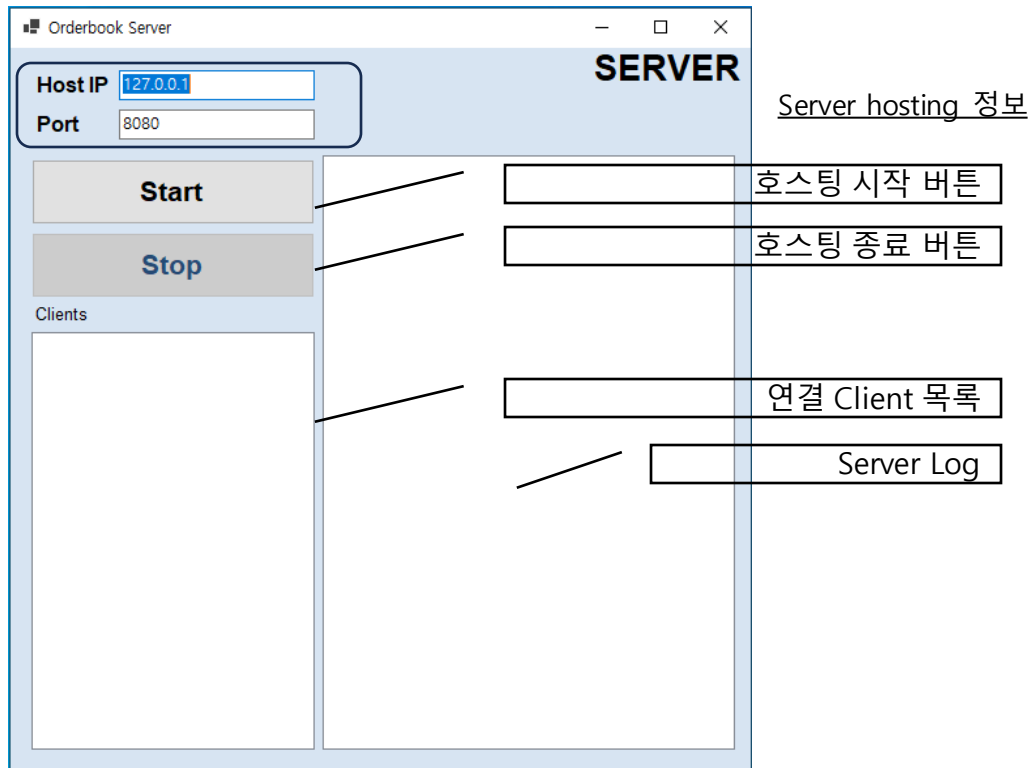 Orderbook Server
SERVER
Host IP 127.0.0.1
Port 8080
Server hosting 정보
Start
호스팅 시작 버튼
Stop
호스팅 종료 버튼
Clients
연결 Client 목록
Server Log